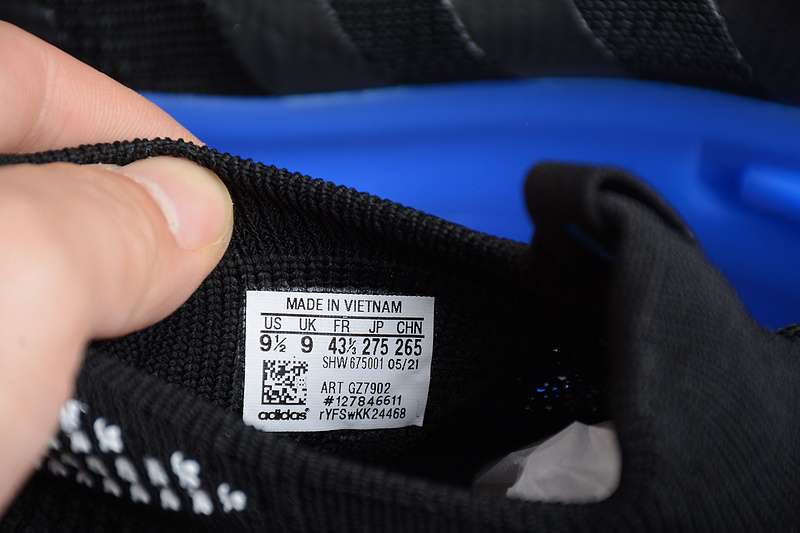 MADE IN VIETNAM
US UK FR JP CHN
9½ 9 43⅓ 275 265
SHW 675001 05/21
ART GZ7902
#127846611
adidas® rYFSwKK24468